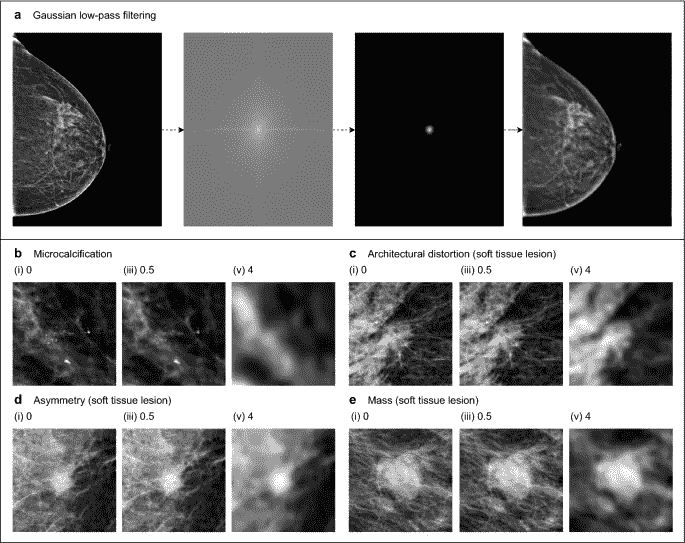 a Gaussian low-pass filtering
b Microcalcification
(i) 0 (iii) 0.5 (v) 4
c Architectural distortion (soft tissue lesion)
(i) 0 (iii) 0.5 (v) 4
d Asymmetry (soft tissue lesion)
(i) 0 (iii) 0.5 (v) 4
e Mass (soft tissue lesion)
(i) 0 (iii) 0.5 (v) 4